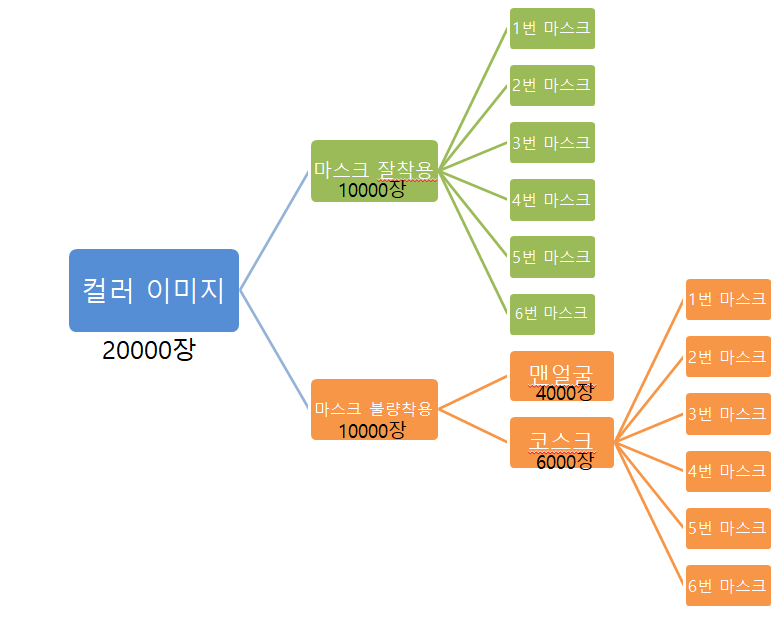 컬러 이미지
20000장
마스크 잘착용
10000장
1번 마스크
2번 마스크
3번 마스크
4번 마스크
5번 마스크
6번 마스크
마스크 불량착용
10000장
맨얼굴
4000장
코스크
6000장
1번 마스크
2번 마스크
3번 마스크
4번 마스크
5번 마스크
6번 마스크